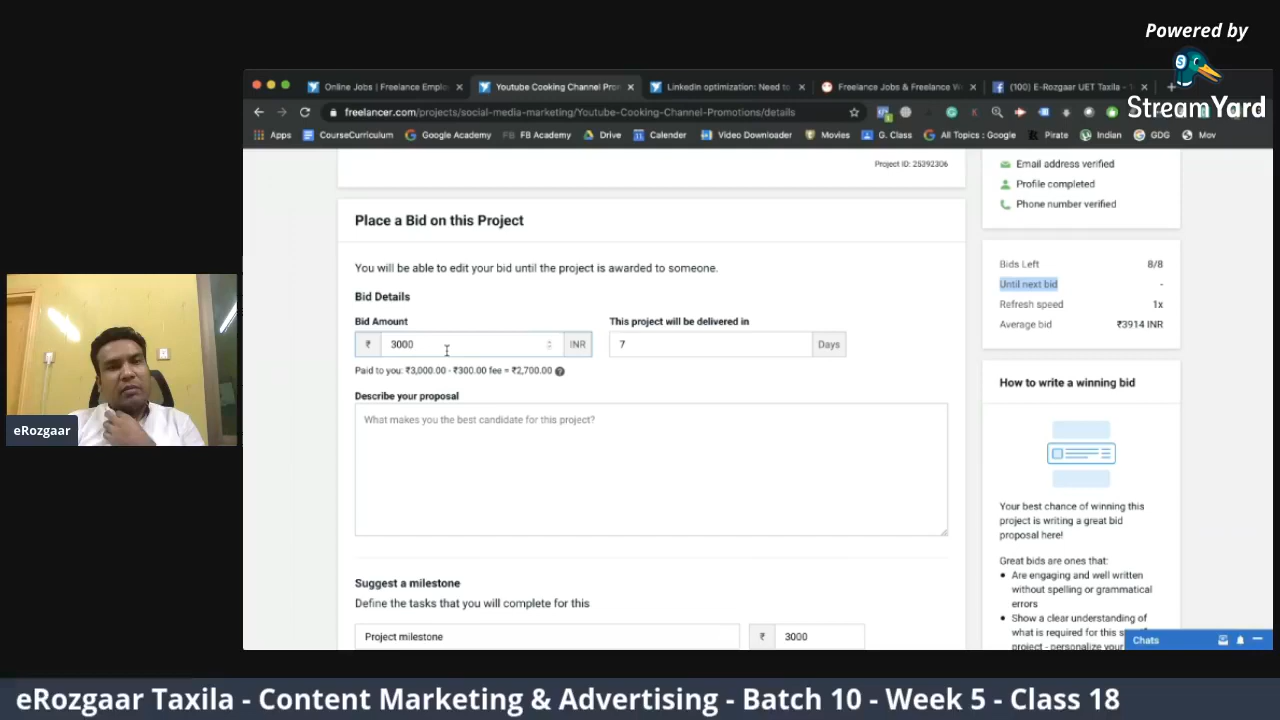 Powered by
StreamYard
Online Jobs | Freelance Emplo
Youtube Cooking Channel Pro
LinkedIn optimization: Need to
Freelance Jobs & Freelance W
(100) E-Rozgaar UET Taxila -
freelancer.com/projects/social-media-marketing/Youtube-Cooking-Channel-Promotions/details
Apps
CourseCurriculum
Google Academy
FB Academy
Drive
Calender
Video Downloader
Movies
G. Class
All Topics : Google
Pirate
Indian
GDG
Mov
Project ID: 25392306
Email address verified
Profile completed
Phone number verified
Place a Bid on this Project
You will be able to edit your bid until the project is awarded to someone.
Bid Details
Bid Amount
This project will be delivered in
₹ 3000 INR
7 Days
Paid to you: ₹3,000.00 - ₹300.00 fee = ₹2,700.00
Describe your proposal
What makes you the best candidate for this project?
Suggest a milestone
Define the tasks that you will complete for this
Project milestone
₹ 3000
Bids Left 8/8
Until next bid -
Refresh speed 1x
Average bid ₹3914 INR
How to write a winning bid
Your best chance of winning this
project is writing a great bid
proposal here!
Great bids are ones that:
Are engaging and well written
without spelling or grammatical
errors
Show a clear understanding of
what is required for this
project - personalize your
Chats
eRozgaar
eRozgaar Taxila - Content Marketing & Advertising - Batch 10 - Week 5 - Class 18